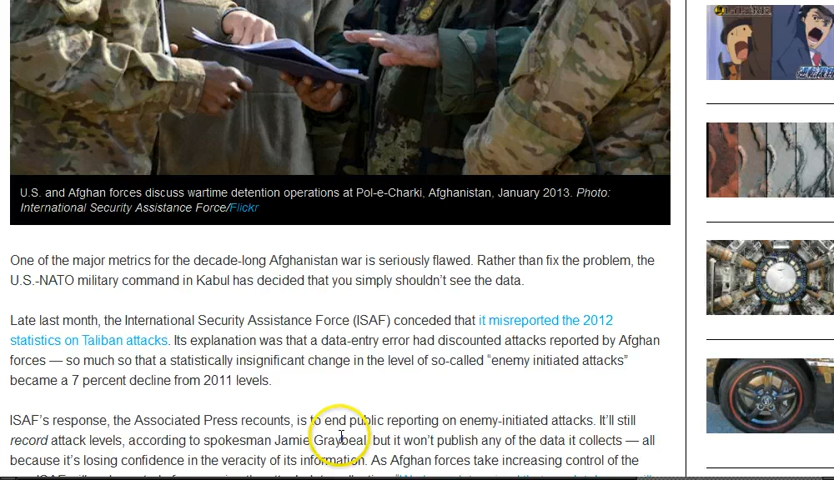 U.S. and Afghan forces discuss wartime detention operations at Pol-e-Charki, Afghanistan, January 2013. Photo:
International Security Assistance Force/Flickr
One of the major metrics for the decade-long Afghanistan war is seriously flawed. Rather than fix the problem, the
U.S.-NATO military command in Kabul has decided that you simply shouldn't see the data.
Late last month, the International Security Assistance Force (ISAF) conceded that it misreported the 2012
statistics on Taliban attacks. Its explanation was that a data-entry error had discounted attacks reported by Afghan
forces — so much so that a statistically insignificant change in the level of so-called "enemy initiated attacks"
became a 7 percent decline from 2011 levels.
ISAF's response, the Associated Press recounts, is to end public reporting on enemy-initiated attacks. It'll still
record attack levels, according to spokesman Jamie Graybeal, but it won't publish any of the data it collects — all
because it's losing confidence in the veracity of its information. As Afghan forces take increasing control of the